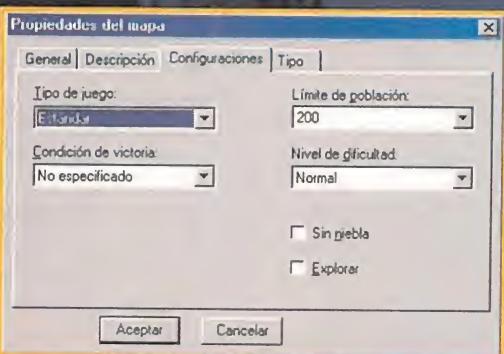 Propiedades del mapa
General Descripción Configuraciones Tipo
Tipo de juego: Límite de población:
Estándar 200
Condición de victoria: Nivel de dificultad:
No especificado Normal
Sin niebla
Explorar
Aceptar Cancelar